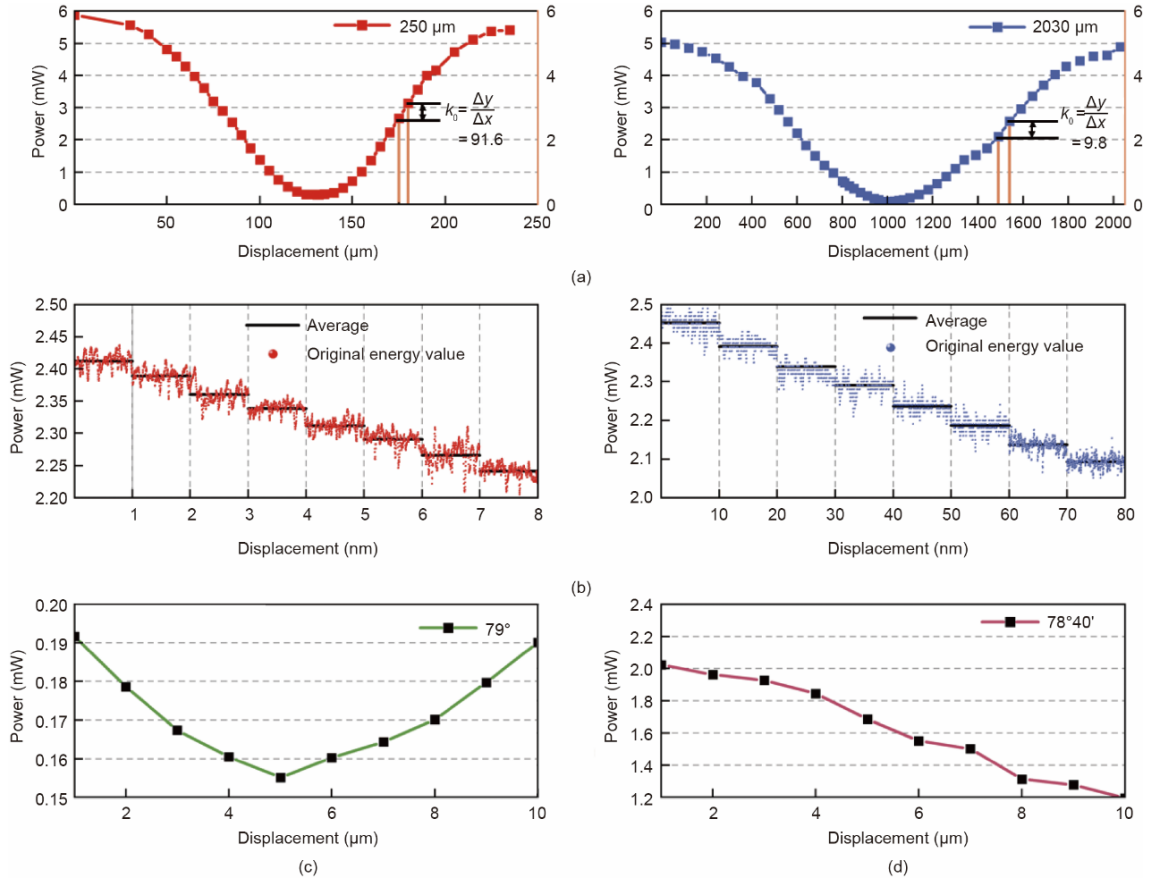 6 6
5
4 4
3
2 2
1
0 0
250 µm
k₀=Δy/Δx
=91.6
Power (mW)
50 100 150 200 250
Displacement (µm)
6 6
5
4 4
3
2 2
1
0 0
2030 µm
k₀=Δy/Δx
=9.8
Power (mW)
200 400 600 800 1000 1200 1400 1600 1800 2000
Displacement (µm)
(a)
2.50
2.45
2.40
2.35
2.30
2.25
2.20
Average
Original energy value
Power (mW)
1 2 3 4 5 6 7 8
Displacement (nm)
2.5
2.4
2.3
2.2
2.1
2.0
Average
Original energy value
Power (mW)
10 20 30 40 50 60 70 80
Displacement (nm)
(b)
0.20
0.19
0.18
0.17
0.16
0.15
79°
Power (mW)
2 4 6 8 10
Displacement (µm)
(c)
2.4
2.2
2.0
1.8
1.6
1.4
1.2
78°40'
Power (mW)
2 4 6 8 10
Displacement (µm)
(d)